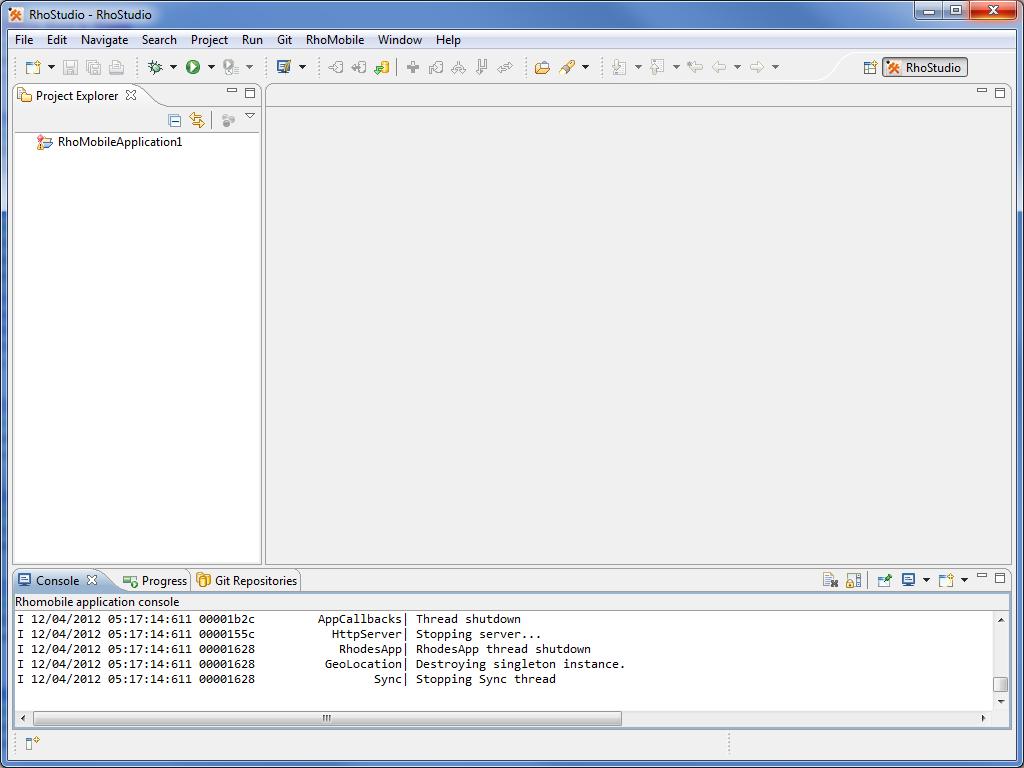 RhoStudio - RhoStudio
File Edit Navigate Search Project Run Git RhoMobile Window Help
RhoStudio
Project Explorer
RhoMobileApplication1
Console Progress Git Repositories
Rhomobile application console
I 12/04/2012 05:17:14:611 00001b2c AppCallbacks| Thread shutdown
I 12/04/2012 05:17:14:611 0000155c HttpServer| Stopping server...
I 12/04/2012 05:17:14:611 00001628 RhodesApp| RhodesApp thread shutdown
I 12/04/2012 05:17:14:611 00001628 GeoLocation| Destroying singleton instance.
I 12/04/2012 05:17:14:611 00001628 Sync| Stopping Sync thread